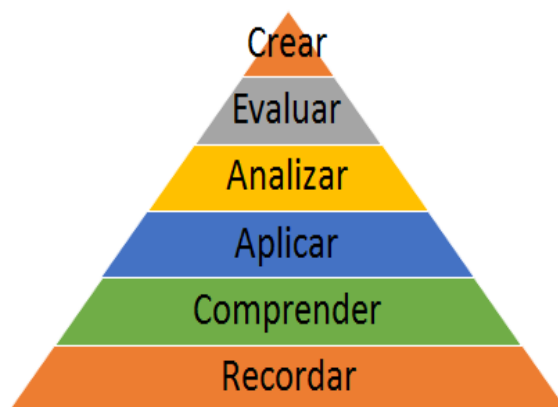 Crear
Evaluar
Analizar
Aplicar
Comprender
Recordar